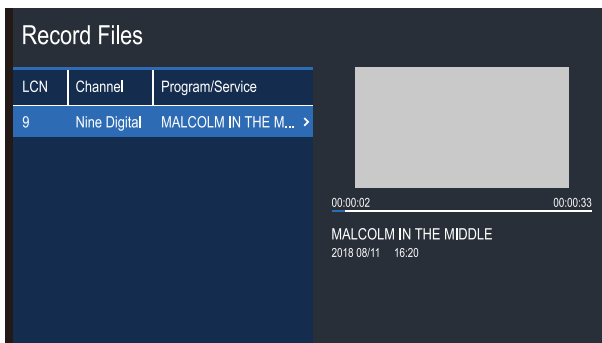 Record Files
LCN Channel Program/Service
9 Nine Digital MALCOLM IN THE M... >
00:00:02 00:00:33
MALCOLM IN THE MIDDLE
2018 08/11 16:20